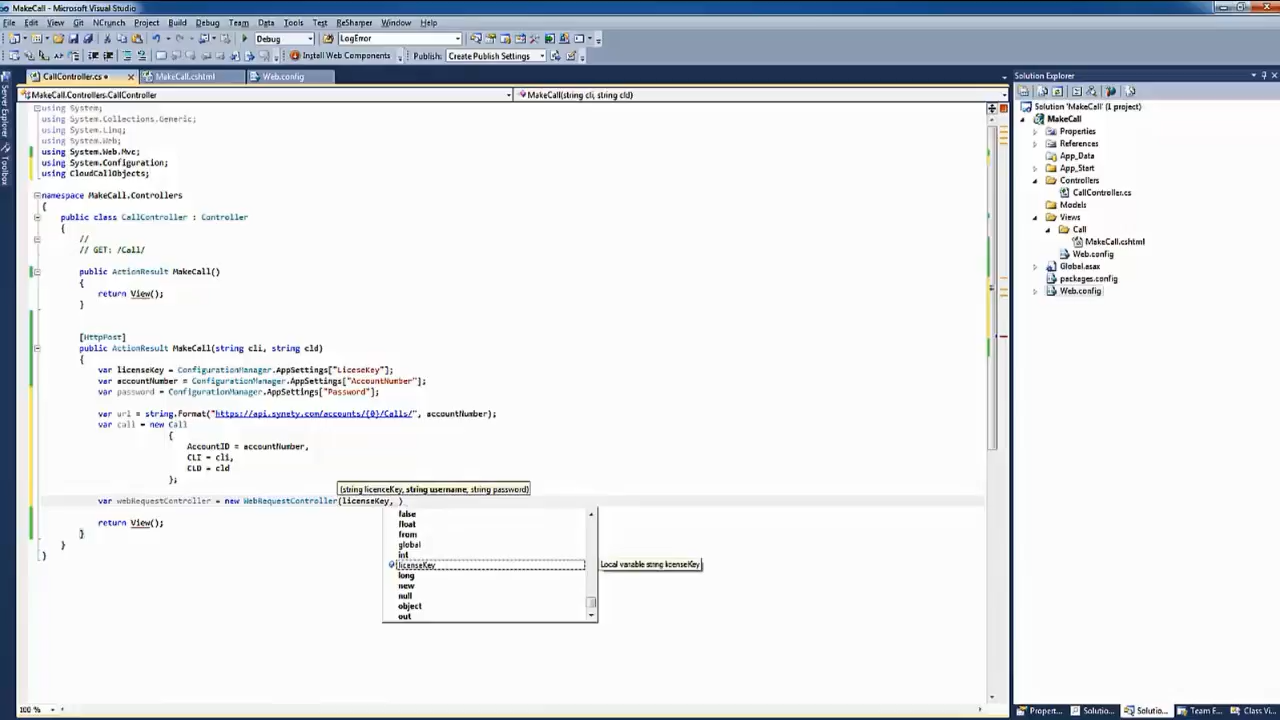 MakeCall - Microsoft Visual Studio
File Edit View Git NCrunch Project Build Debug Team Data Tools Test ReSharper Window Help
Debug LogError
Install Web Components Publish: Create Publish Settings
CallController.cs MakeCall.cshtml Web.config
MakeCall.Controllers.CallController MakeCall(string cli, string cld)
using System;
using System.Collections.Generic;
using System.Linq;
using System.Web;
using System.Web.Mvc;
using System.Configuration;
using CloudCallObjects;
namespace MakeCall.Controllers
{
public class CallController : Controller
{
//
// GET: /Call/
public ActionResult MakeCall()
{
return View();
}
[HttpPost]
public ActionResult MakeCall(string cli, string cld)
{
var licenseKey = ConfigurationManager.AppSettings["LiceseKey"];
var accountNumber = ConfigurationManager.AppSettings["AccountNumber"];
var password = ConfigurationManager.AppSettings["Password"];
var url = string.Format("https://api.synety.com/accounts/{0}/Calls/", accountNumber);
var call = new Call
{
AccountID = accountNumber,
CLI = cli,
CLD = cld
};
(string licenceKey, string username, string password)
var webRequestController = new WebRequestController(licenseKey, )
false
float
from
global
int
licenseKey
Local variable string licenseKey
long
new
null
object
out
return View();
}
}
}
100 %
Server Explorer
Toolbox
Solution Explorer
Solution 'MakeCall' (1 project)
MakeCall
Properties
References
App_Data
App_Start
Controllers
CallController.cs
Models
Views
Call
MakeCall.cshtml
Web.config
Global.asax
packages.config
Web.config
Propert... Solutio... Solutio... Team E... Class Vi...